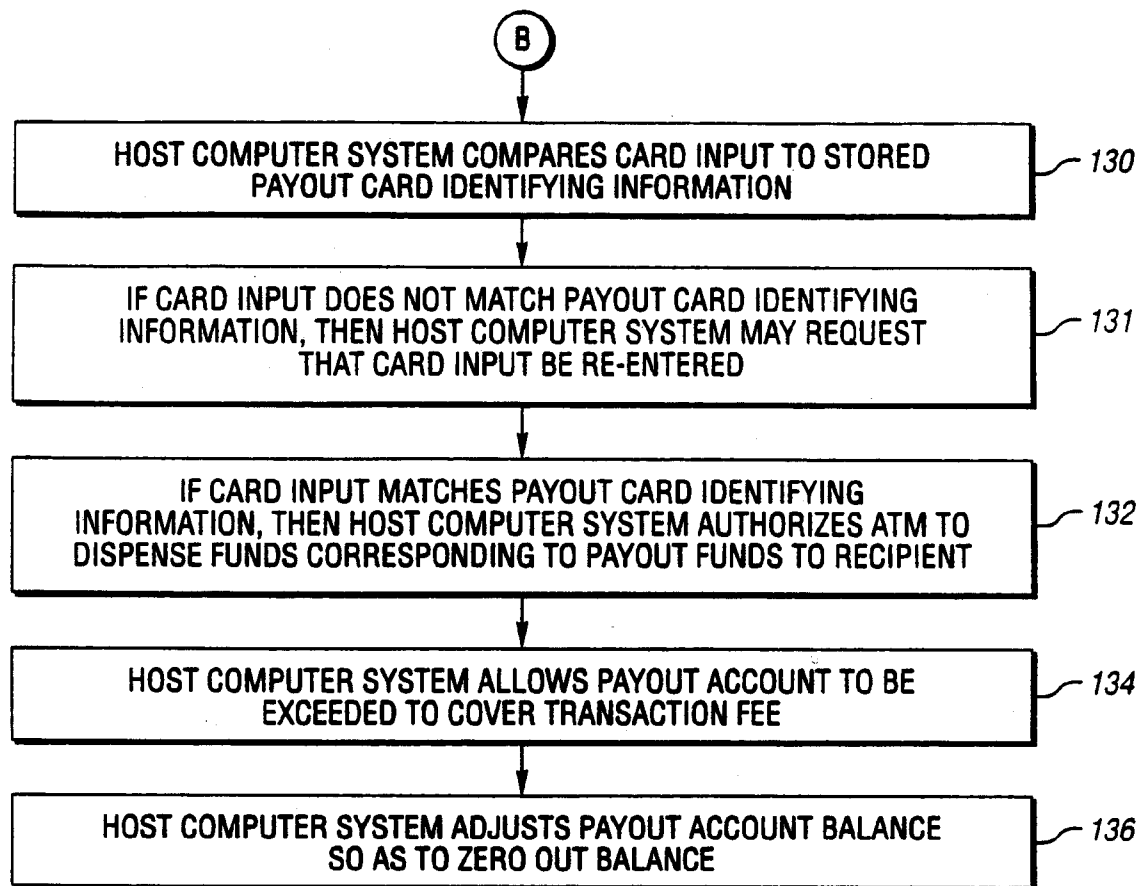 B
HOST COMPUTER SYSTEM COMPARES CARD INPUT TO STORED
PAYOUT CARD IDENTIFYING INFORMATION
130
IF CARD INPUT DOES NOT MATCH PAYOUT CARD IDENTIFYING
INFORMATION, THEN HOST COMPUTER SYSTEM MAY REQUEST
THAT CARD INPUT BE RE-ENTERED
131
IF CARD INPUT MATCHES PAYOUT CARD IDENTIFYING
INFORMATION, THEN HOST COMPUTER SYSTEM AUTHORIZES ATM TO
DISPENSE FUNDS CORRESPONDING TO PAYOUT FUNDS TO RECIPIENT
132
HOST COMPUTER SYSTEM ALLOWS PAYOUT ACCOUNT TO BE
EXCEEDED TO COVER TRANSACTION FEE
134
HOST COMPUTER SYSTEM ADJUSTS PAYOUT ACCOUNT BALANCE
SO AS TO ZERO OUT BALANCE
136